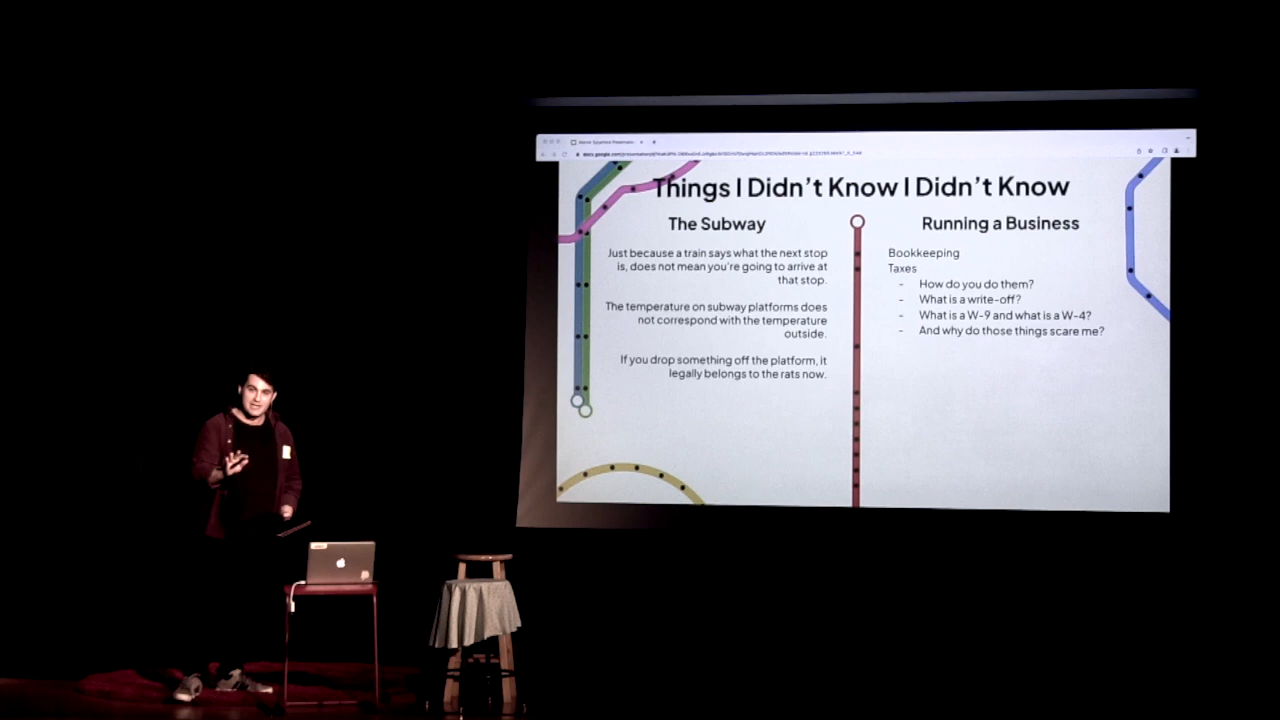 Things I Didn't Know I Didn't Know
The Subway
Just because a train says what the next stop
is, does not mean you're going to arrive at
that stop.
The temperature on subway platforms does
not correspond with the temperature
outside.
If you drop something off the platform, it
legally belongs to the rats now.
Running a Business
Bookkeeping
Taxes
- How do you do them?
- What is a write-off?
- What is a W-9 and what is a W-4?
- And why do those things scare me?